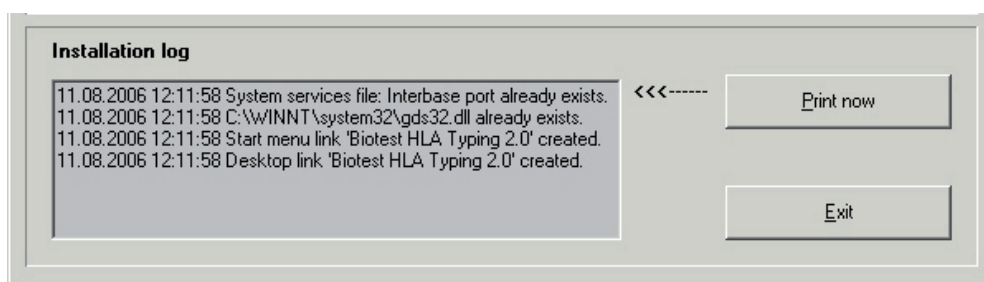 Installation log
11.08.2006 12:11:58 System services file: Interbase port already exists.
11.08.2006 12:11:58 C:\WINNT\system32\gds32.dll already exists.
11.08.2006 12:11:58 Start menu link 'Biotest HLA Typing 2.0' created.
11.08.2006 12:11:58 Desktop link 'Biotest HLA Typing 2.0' created.
<<<------
Print now
Exit